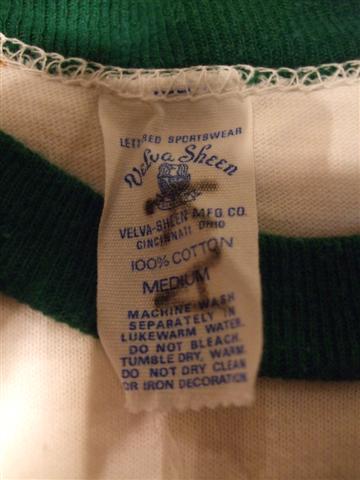 LETTERED SPORTSWEAR
Velva Sheen
VELVA-SHEEN MFG. CO.
CINCINNATI OHIO
100% COTTON
MEDIUM
MACHINE WASH
SEPARATELY IN
LUKEWARM WATER.
DO NOT BLEACH.
TUMBLE DRY, WARM.
DO NOT DRY CLEAN
OR IRON DECORATION